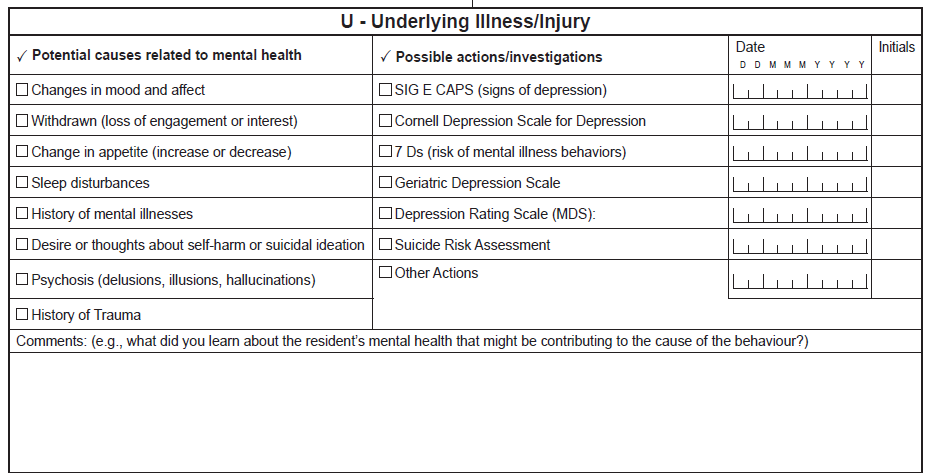 U - Underlying Illness/Injury
✓ Potential causes related to mental health
✓ Possible actions/investigations
Date
D D M M M Y Y Y Y
Initials
Changes in mood and affect
SIG E CAPS (signs of depression)
Withdrawn (loss of engagement or interest)
Cornell Depression Scale for Depression
Change in appetite (increase or decrease)
7 Ds (risk of mental illness behaviors)
Sleep disturbances
Geriatric Depression Scale
History of mental illnesses
Depression Rating Scale (MDS):
Desire or thoughts about self-harm or suicidal ideation
Suicide Risk Assessment
Psychosis (delusions, illusions, hallucinations)
Other Actions
History of Trauma
Comments: (e.g., what did you learn about the resident’s mental health that might be contributing to the cause of the behaviour?)